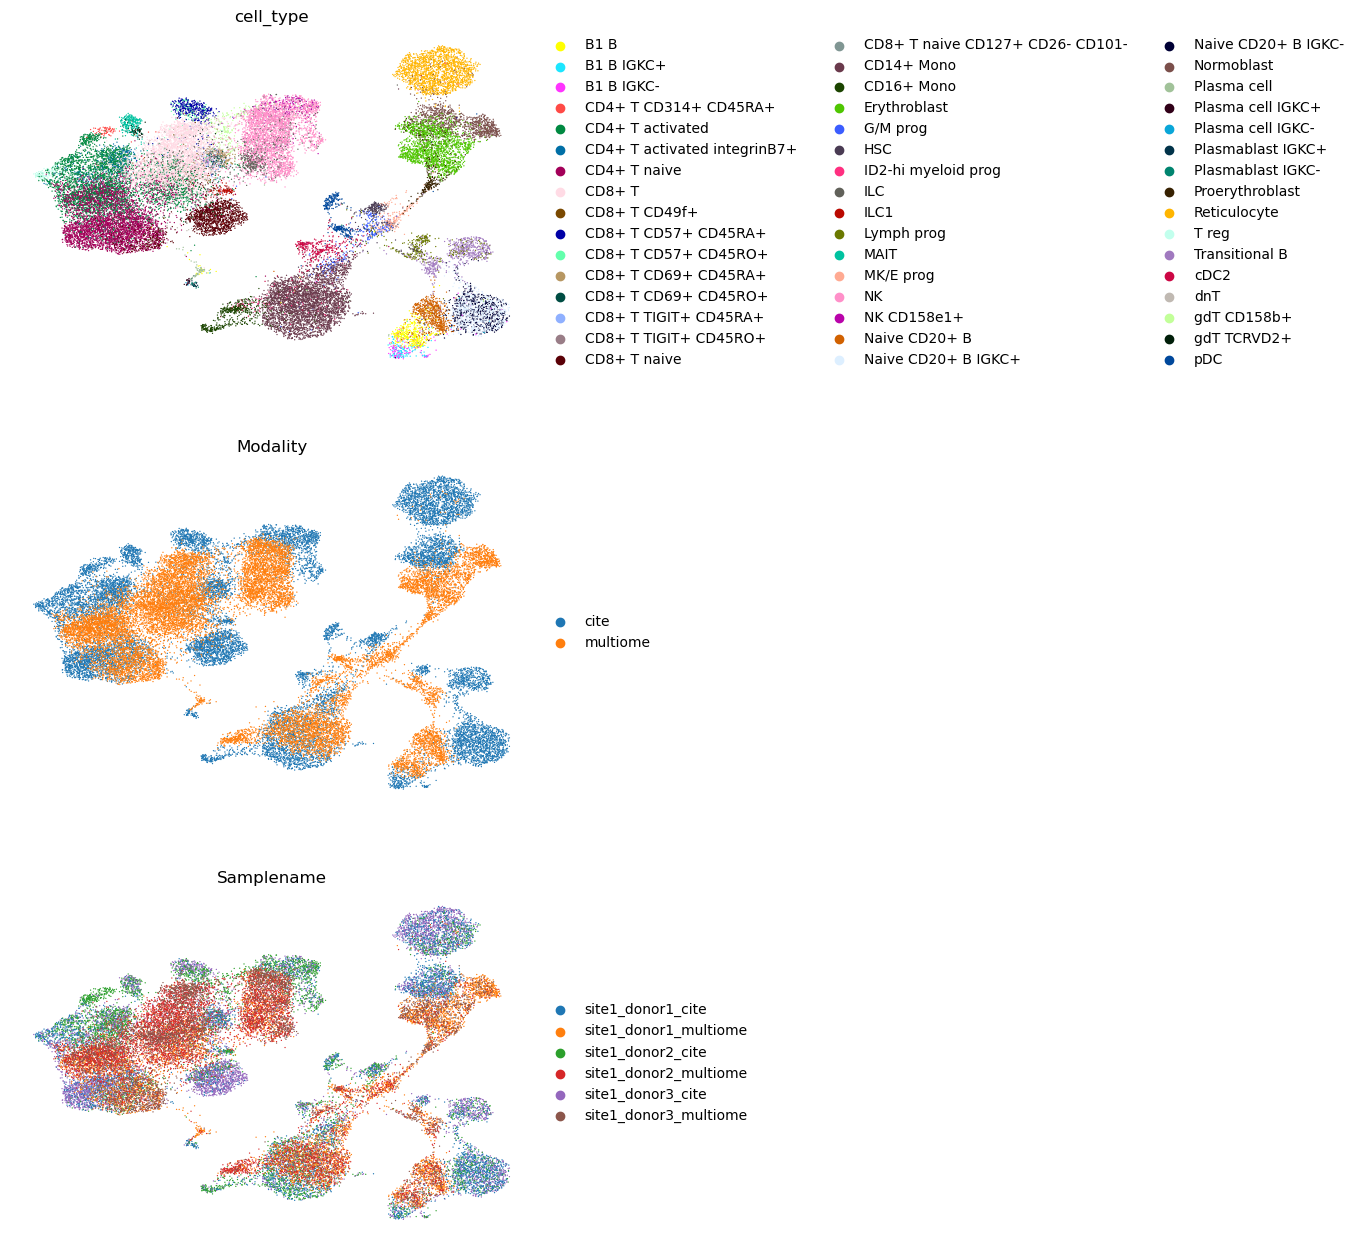 cell_type
B1 B
B1 B IGKC+
B1 B IGKC-
CD4+ T CD314+ CD45RA+
CD4+ T activated
CD4+ T activated integrinB7+
CD4+ T naive
CD8+ T
CD8+ T CD49f+
CD8+ T CD57+ CD45RA+
CD8+ T CD57+ CD45RO+
CD8+ T CD69+ CD45RA+
CD8+ T CD69+ CD45RO+
CD8+ T TIGIT+ CD45RA+
CD8+ T TIGIT+ CD45RO+
CD8+ T naive
CD8+ T naive CD127+ CD26- CD101-
CD14+ Mono
CD16+ Mono
Erythroblast
G/M prog
HSC
ID2-hi myeloid prog
ILC
ILC1
Lymph prog
MAIT
MK/E prog
NK
NK CD158e1+
Naive CD20+ B
Naive CD20+ B IGKC+
Naive CD20+ B IGKC-
Normoblast
Plasma cell
Plasma cell IGKC+
Plasma cell IGKC-
Plasmablast IGKC+
Plasmablast IGKC-
Proerythroblast
Reticulocyte
T reg
Transitional B
cDC2
dnT
gdT CD158b+
gdT TCRVD2+
pDC
Modality
cite
multiome
Samplename
site1_donor1_cite
site1_donor1_multiome
site1_donor2_cite
site1_donor2_multiome
site1_donor3_cite
site1_donor3_multiome